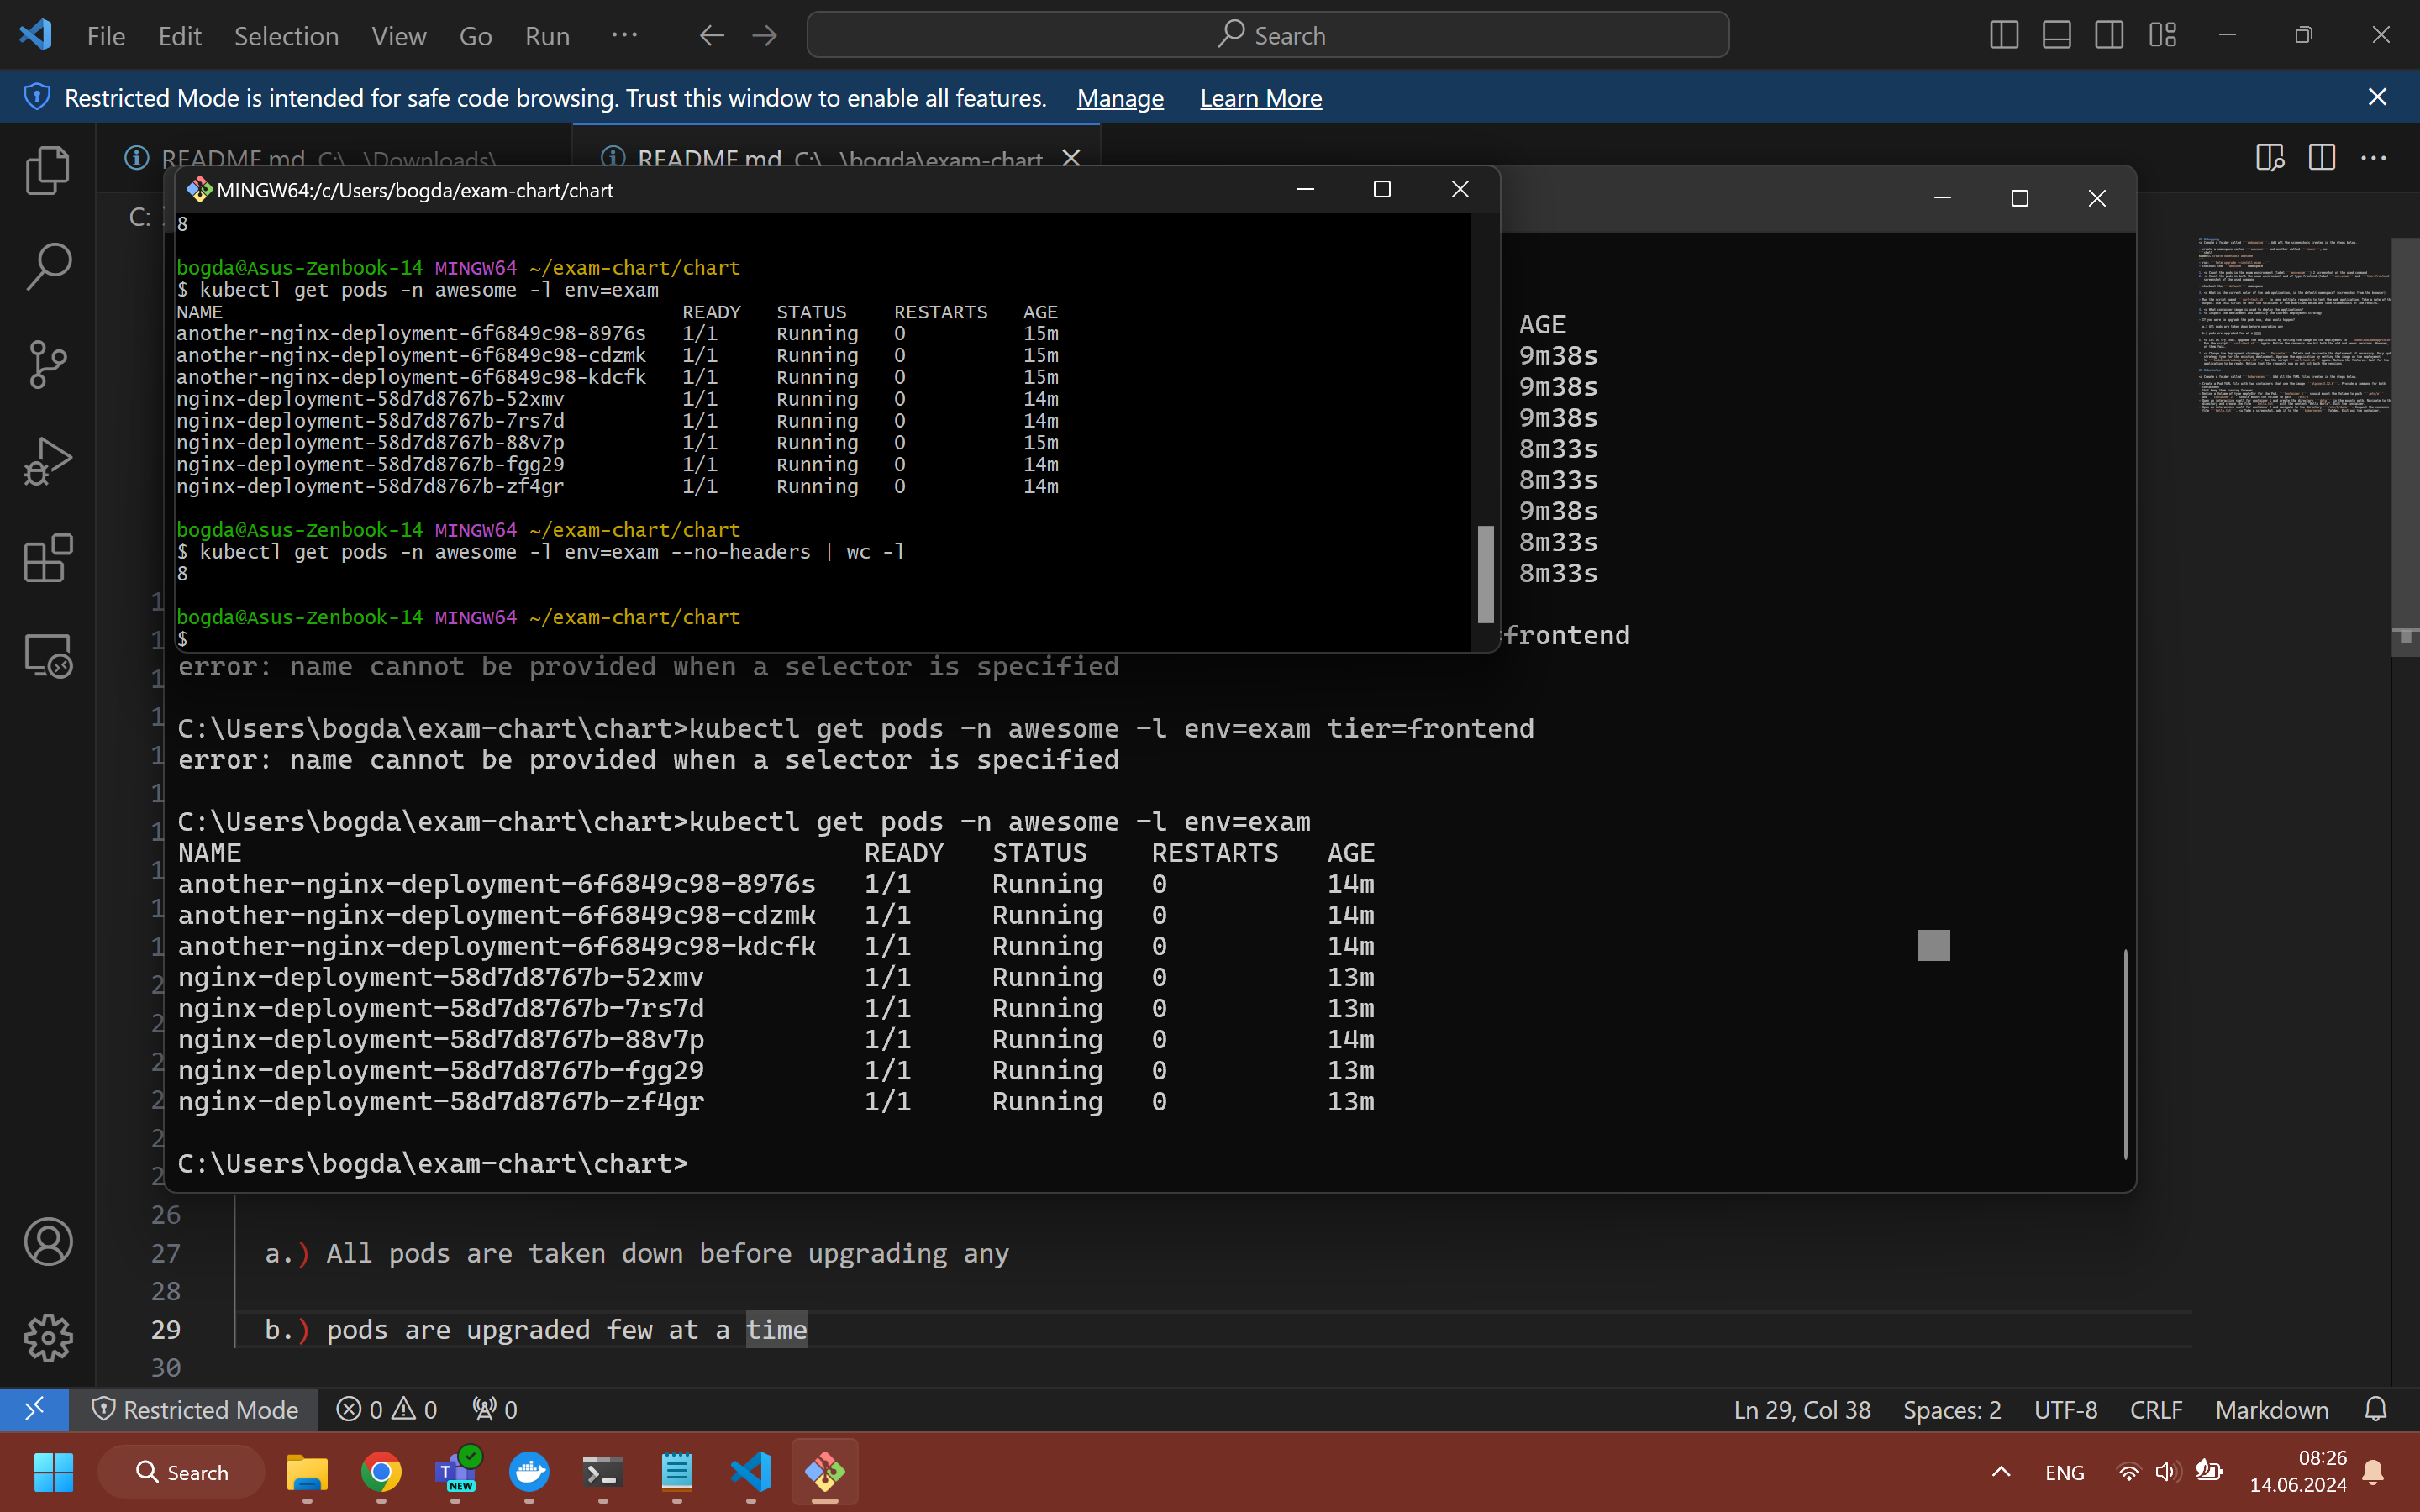 File Edit Selection View Go Run ··· Search
Restricted Mode is intended for safe code browsing. Trust this window to enable all features. Manage Learn More
README.md C:\...\Downloads\ README.md C:\...\bogda\exam-chart
C:
MINGW64:/c/Users/bogda/exam-chart/chart
8
bogda@Asus-Zenbook-14 MINGW64 ~/exam-chart/chart
$ kubectl get pods -n awesome -l env=exam
NAME READY STATUS RESTARTS AGE
another-nginx-deployment-6f6849c98-8976s 1/1 Running 0 15m
another-nginx-deployment-6f6849c98-cdzmk 1/1 Running 0 15m
another-nginx-deployment-6f6849c98-kdcfk 1/1 Running 0 15m
nginx-deployment-58d7d8767b-52xmv 1/1 Running 0 14m
nginx-deployment-58d7d8767b-7rs7d 1/1 Running 0 14m
nginx-deployment-58d7d8767b-88v7p 1/1 Running 0 15m
nginx-deployment-58d7d8767b-fgg29 1/1 Running 0 14m
nginx-deployment-58d7d8767b-zf4gr 1/1 Running 0 14m
bogda@Asus-Zenbook-14 MINGW64 ~/exam-chart/chart
$ kubectl get pods -n awesome -l env=exam --no-headers | wc -l
8
bogda@Asus-Zenbook-14 MINGW64 ~/exam-chart/chart
$
AGE
9m38s
9m38s
9m38s
8m33s
8m33s
9m38s
8m33s
8m33s
=frontend
error: name cannot be provided when a selector is specified
C:\Users\bogda\exam-chart\chart>kubectl get pods -n awesome -l env=exam tier=frontend
error: name cannot be provided when a selector is specified
C:\Users\bogda\exam-chart\chart>kubectl get pods -n awesome -l env=exam
NAME READY STATUS RESTARTS AGE
another-nginx-deployment-6f6849c98-8976s 1/1 Running 0 14m
another-nginx-deployment-6f6849c98-cdzmk 1/1 Running 0 14m
another-nginx-deployment-6f6849c98-kdcfk 1/1 Running 0 14m
nginx-deployment-58d7d8767b-52xmv 1/1 Running 0 13m
nginx-deployment-58d7d8767b-7rs7d 1/1 Running 0 13m
nginx-deployment-58d7d8767b-88v7p 1/1 Running 0 14m
nginx-deployment-58d7d8767b-fgg29 1/1 Running 0 13m
nginx-deployment-58d7d8767b-zf4gr 1/1 Running 0 13m
C:\Users\bogda\exam-chart\chart>
26
27 a.) All pods are taken down before upgrading any
28
29 b.) pods are upgraded few at a time
30
Restricted Mode 0 0 0 Ln 29, Col 38 Spaces: 2 UTF-8 CRLF Markdown
Search NEW ENG 08:26
14.06.2024